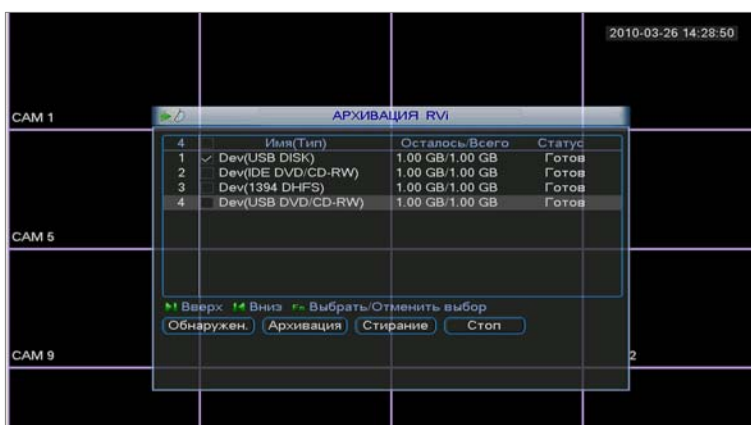 2010-03-26 14:28:50
CAM 1
АРХИВАЦИЯ RVi
4 Имя(Тип) Осталось/Всего Статус
1 Dev(USB DISK) 1.00 GB/1.00 GB Готов
2 Dev(IDE DVD/CD-RW) 1.00 GB/1.00 GB Готов
3 Dev(1394 DHFS) 1.00 GB/1.00 GB Готов
4 Dev(USB DVD/CD-RW) 1.00 GB/1.00 GB Готов
CAM 5
Вверх Вниз Fn Выбрать/Отменить выбор
Обнаружен. Архивация Стирание Стоп
CAM 9
2